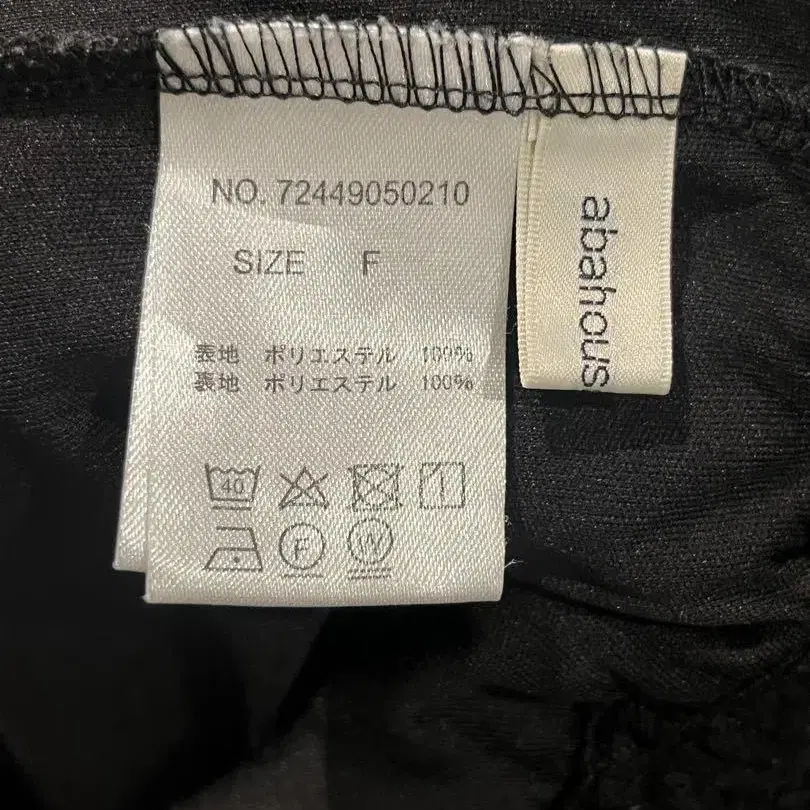 NO. 72449050210
SIZE F
表地 ポリエステル 100%
裏地 ポリエステル 100%
40
F
W
abahous